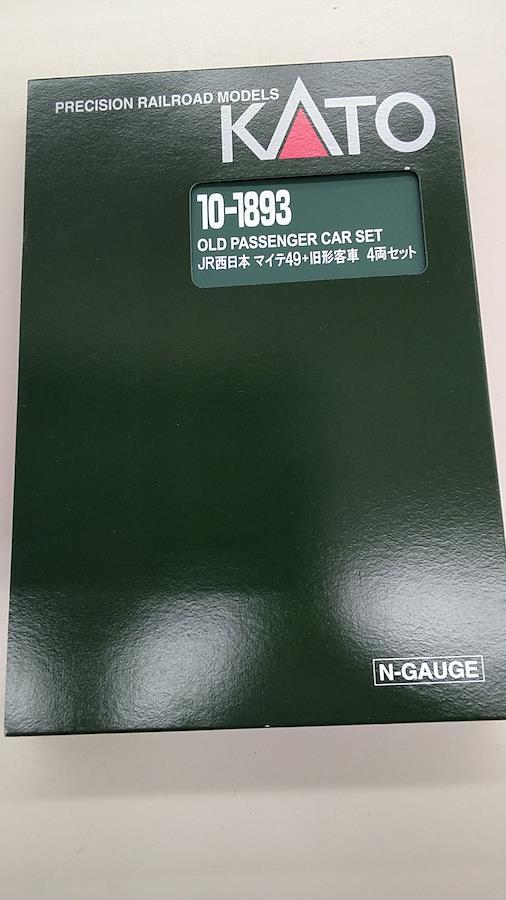 PRECISION RAILROAD MODELS
KATO
10-1893
OLD PASSENGER CAR SET
JR西日本 マイテ49+旧形客車 4両セット
N-GAUGE